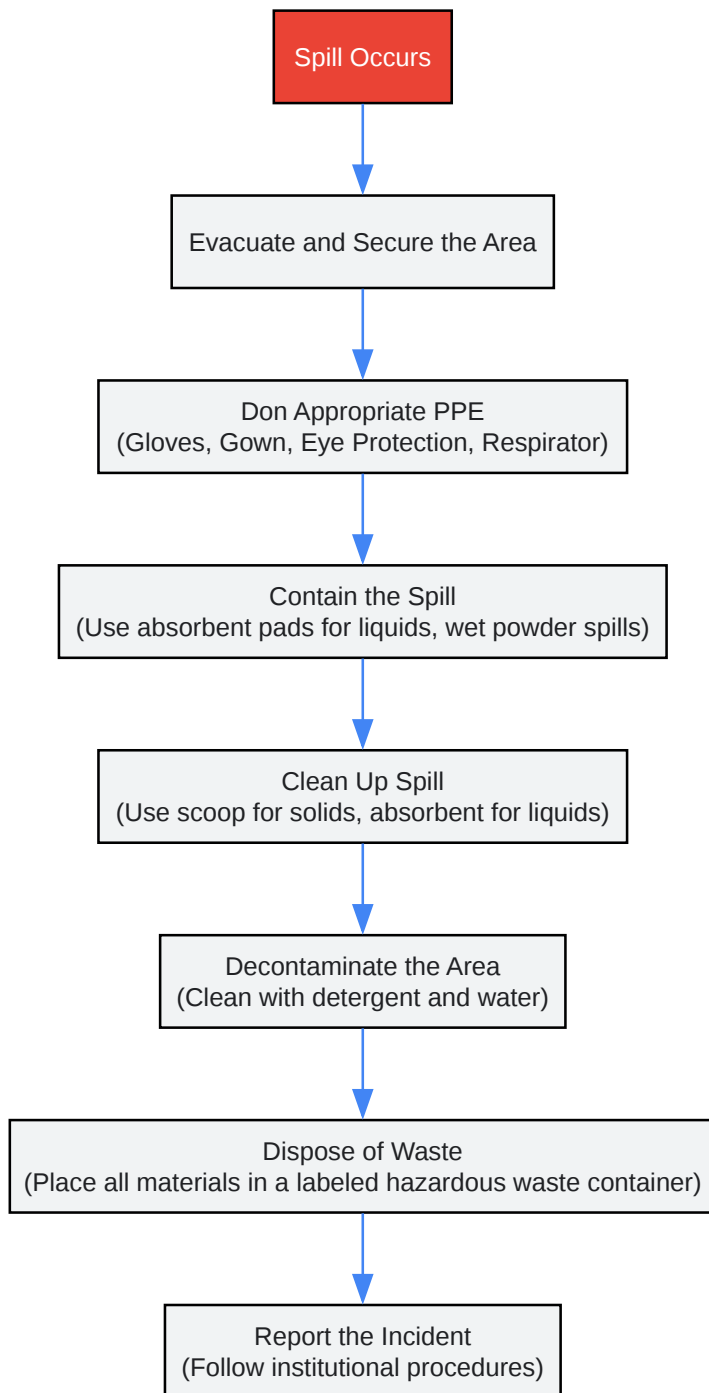 Spill Occurs
Evacuate and Secure the Area
Don Appropriate PPE
(Gloves, Gown, Eye Protection, Respirator)
Contain the Spill
(Use absorbent pads for liquids, wet powder spills)
Clean Up Spill
(Use scoop for solids, absorbent for liquids)
Decontaminate the Area
(Clean with detergent and water)
Dispose of Waste
(Place all materials in a labeled hazardous waste container)
Report the Incident
(Follow institutional procedures)